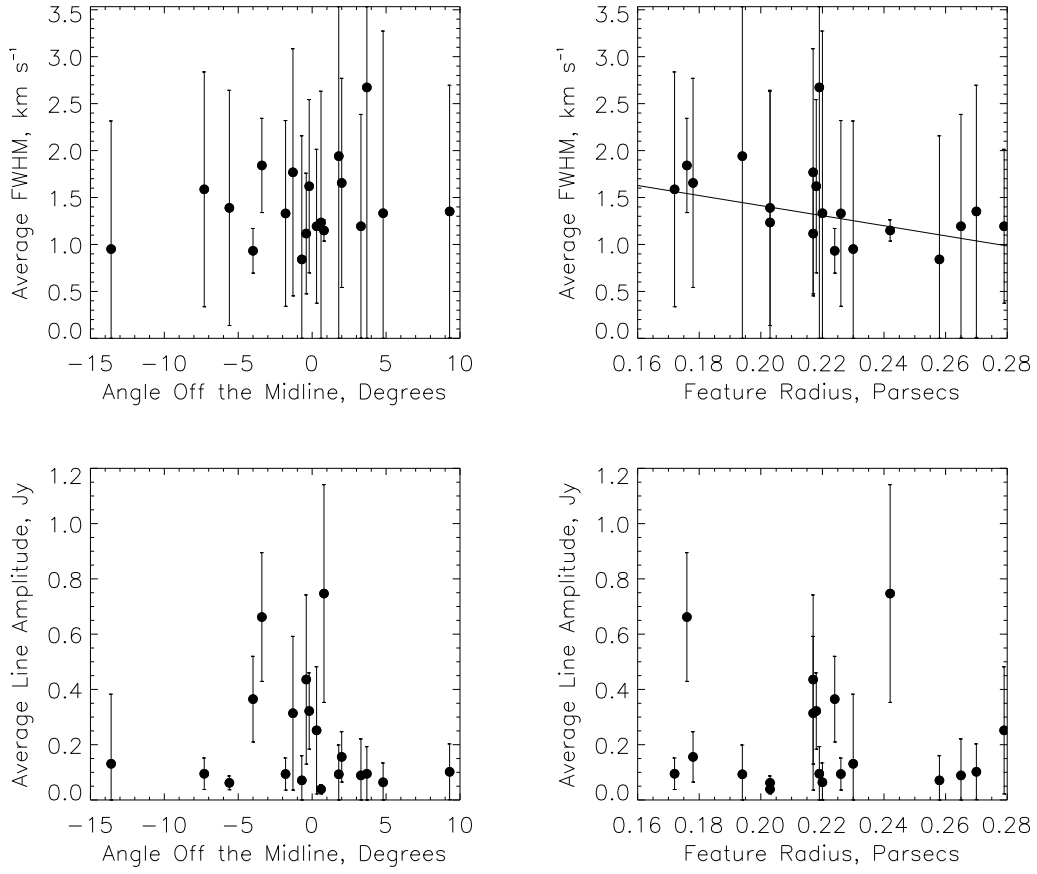 3.5
3.0
2.5
2.0
1.5
1.0
0.5
0.0
Average FWHM, km s⁻¹
−15 −10 −5 0 5 10
Angle Off the Midline, Degrees
3.5
3.0
2.5
2.0
1.5
1.0
0.5
0.0
Average FWHM, km s⁻¹
0.16 0.18 0.20 0.22 0.24 0.26 0.28
Feature Radius, Parsecs
1.2
1.0
0.8
0.6
0.4
0.2
0.0
Average Line Amplitude, Jy
−15 −10 −5 0 5 10
Angle Off the Midline, Degrees
1.2
1.0
0.8
0.6
0.4
0.2
0.0
Average Line Amplitude, Jy
0.16 0.18 0.20 0.22 0.24 0.26 0.28
Feature Radius, Parsecs